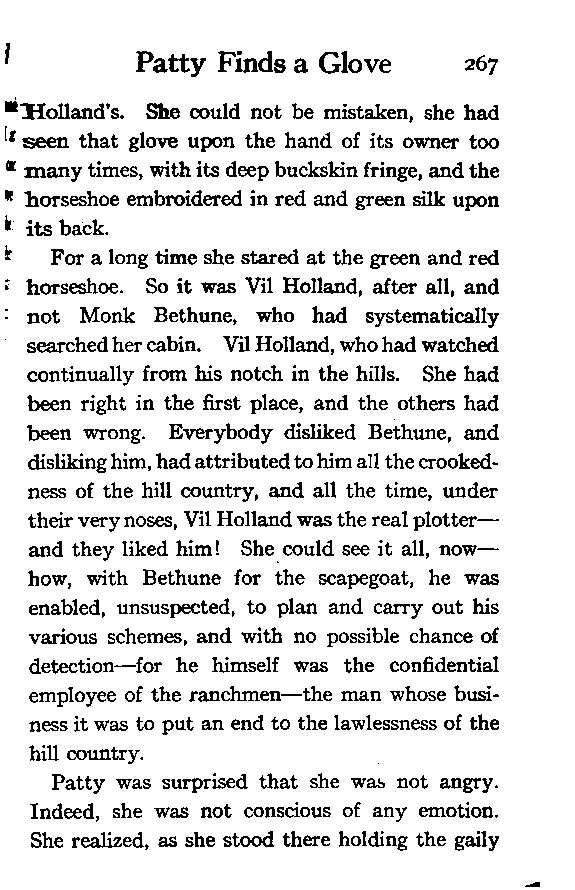 Patty Finds a Glove 267
Holland's. She could not be mistaken, she had
seen that glove upon the hand of its owner too
many times, with its deep buckskin fringe, and the
horseshoe embroidered in red and green silk upon
its back.
For a long time she stared at the green and red
horseshoe. So it was Vil Holland, after all, and
not Monk Bethune, who had systematically
searched her cabin. Vil Holland, who had watched
continually from his notch in the hills. She had
been right in the first place, and the others had
been wrong. Everybody disliked Bethune, and
disliking him, had attributed to him all the crooked-
ness of the hill country, and all the time, under
their very noses, Vil Holland was the real plotter—
and they liked him! She could see it all, now—
how, with Bethune for the scapegoat, he was
enabled, unsuspected, to plan and carry out his
various schemes, and with no possible chance of
detection—for he himself was the confidential
employee of the ranchmen—the man whose busi-
ness it was to put an end to the lawlessness of the
hill country.
Patty was surprised that she was not angry.
Indeed, she was not conscious of any emotion.
She realized, as she stood there holding the gaily